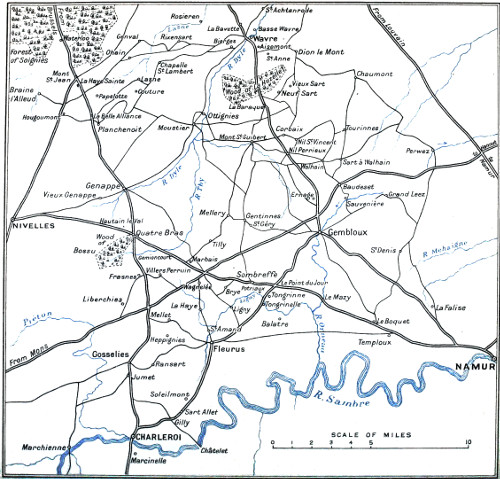 Rosieren
St Achtenrode
La Bavette
Basse Wavre
Lasne
Genval
Rixensart
Bierges
Wavre
From Louvain
Waterloo
Ohain
Aizomont
Dion le Mont
Forest
of Soignies
St Anne
R. Dyle
Mont
St Jean
La Haye Sainte
Chapelle
St Lambert
Lasne
Chaumont
Wood of
Vieux Sart
Neuf Sart
Braine
l'Alleud
Papelotte
Couture
La Baraque
Hougomont
La Belle Alliance
Ottignies
Planchenoit
Moustier
Corbaix
Tourinnes
Mont St Guibert
Nil St Vincent
Nil Perrieux
Perwez
Walhain
Sart à Walhain
R. Dyle
R. Thy
Genappe
Vieux Genappe
Baudeset
Sauvenière
Grand Leez
Ernage
Mellery
Gentinnes
St Géry
NIVELLES
Hautain le Val
Quatre Bras
Gembloux
Tilly
Wood
of
Bossu
St Denis
R. Mehaigne
Gemioncourt
Marbais
Villers Perruin
Frasnes
Sombreffe
Wagnelée
Brye
Potriaux
Le Point du Jour
Tongrinne
Tongrinelle
Le Mazy
Liberchies
La Haye
Ligny
La Falise
Piéton
Mellet
St Amand
Balatre
Le Boquet
R. Orneau
Heppignies
Temploux
From Mons
Gosselies
Fleurus
Ransart
NAMUR
Jumet
Soleilmont
R. Sambre
Sart Allet
Gilly
SCALE OF MILES
Marchienne
CHARLEROI
0 1 2 3 4 5 10
Châtelet
Marcinelle